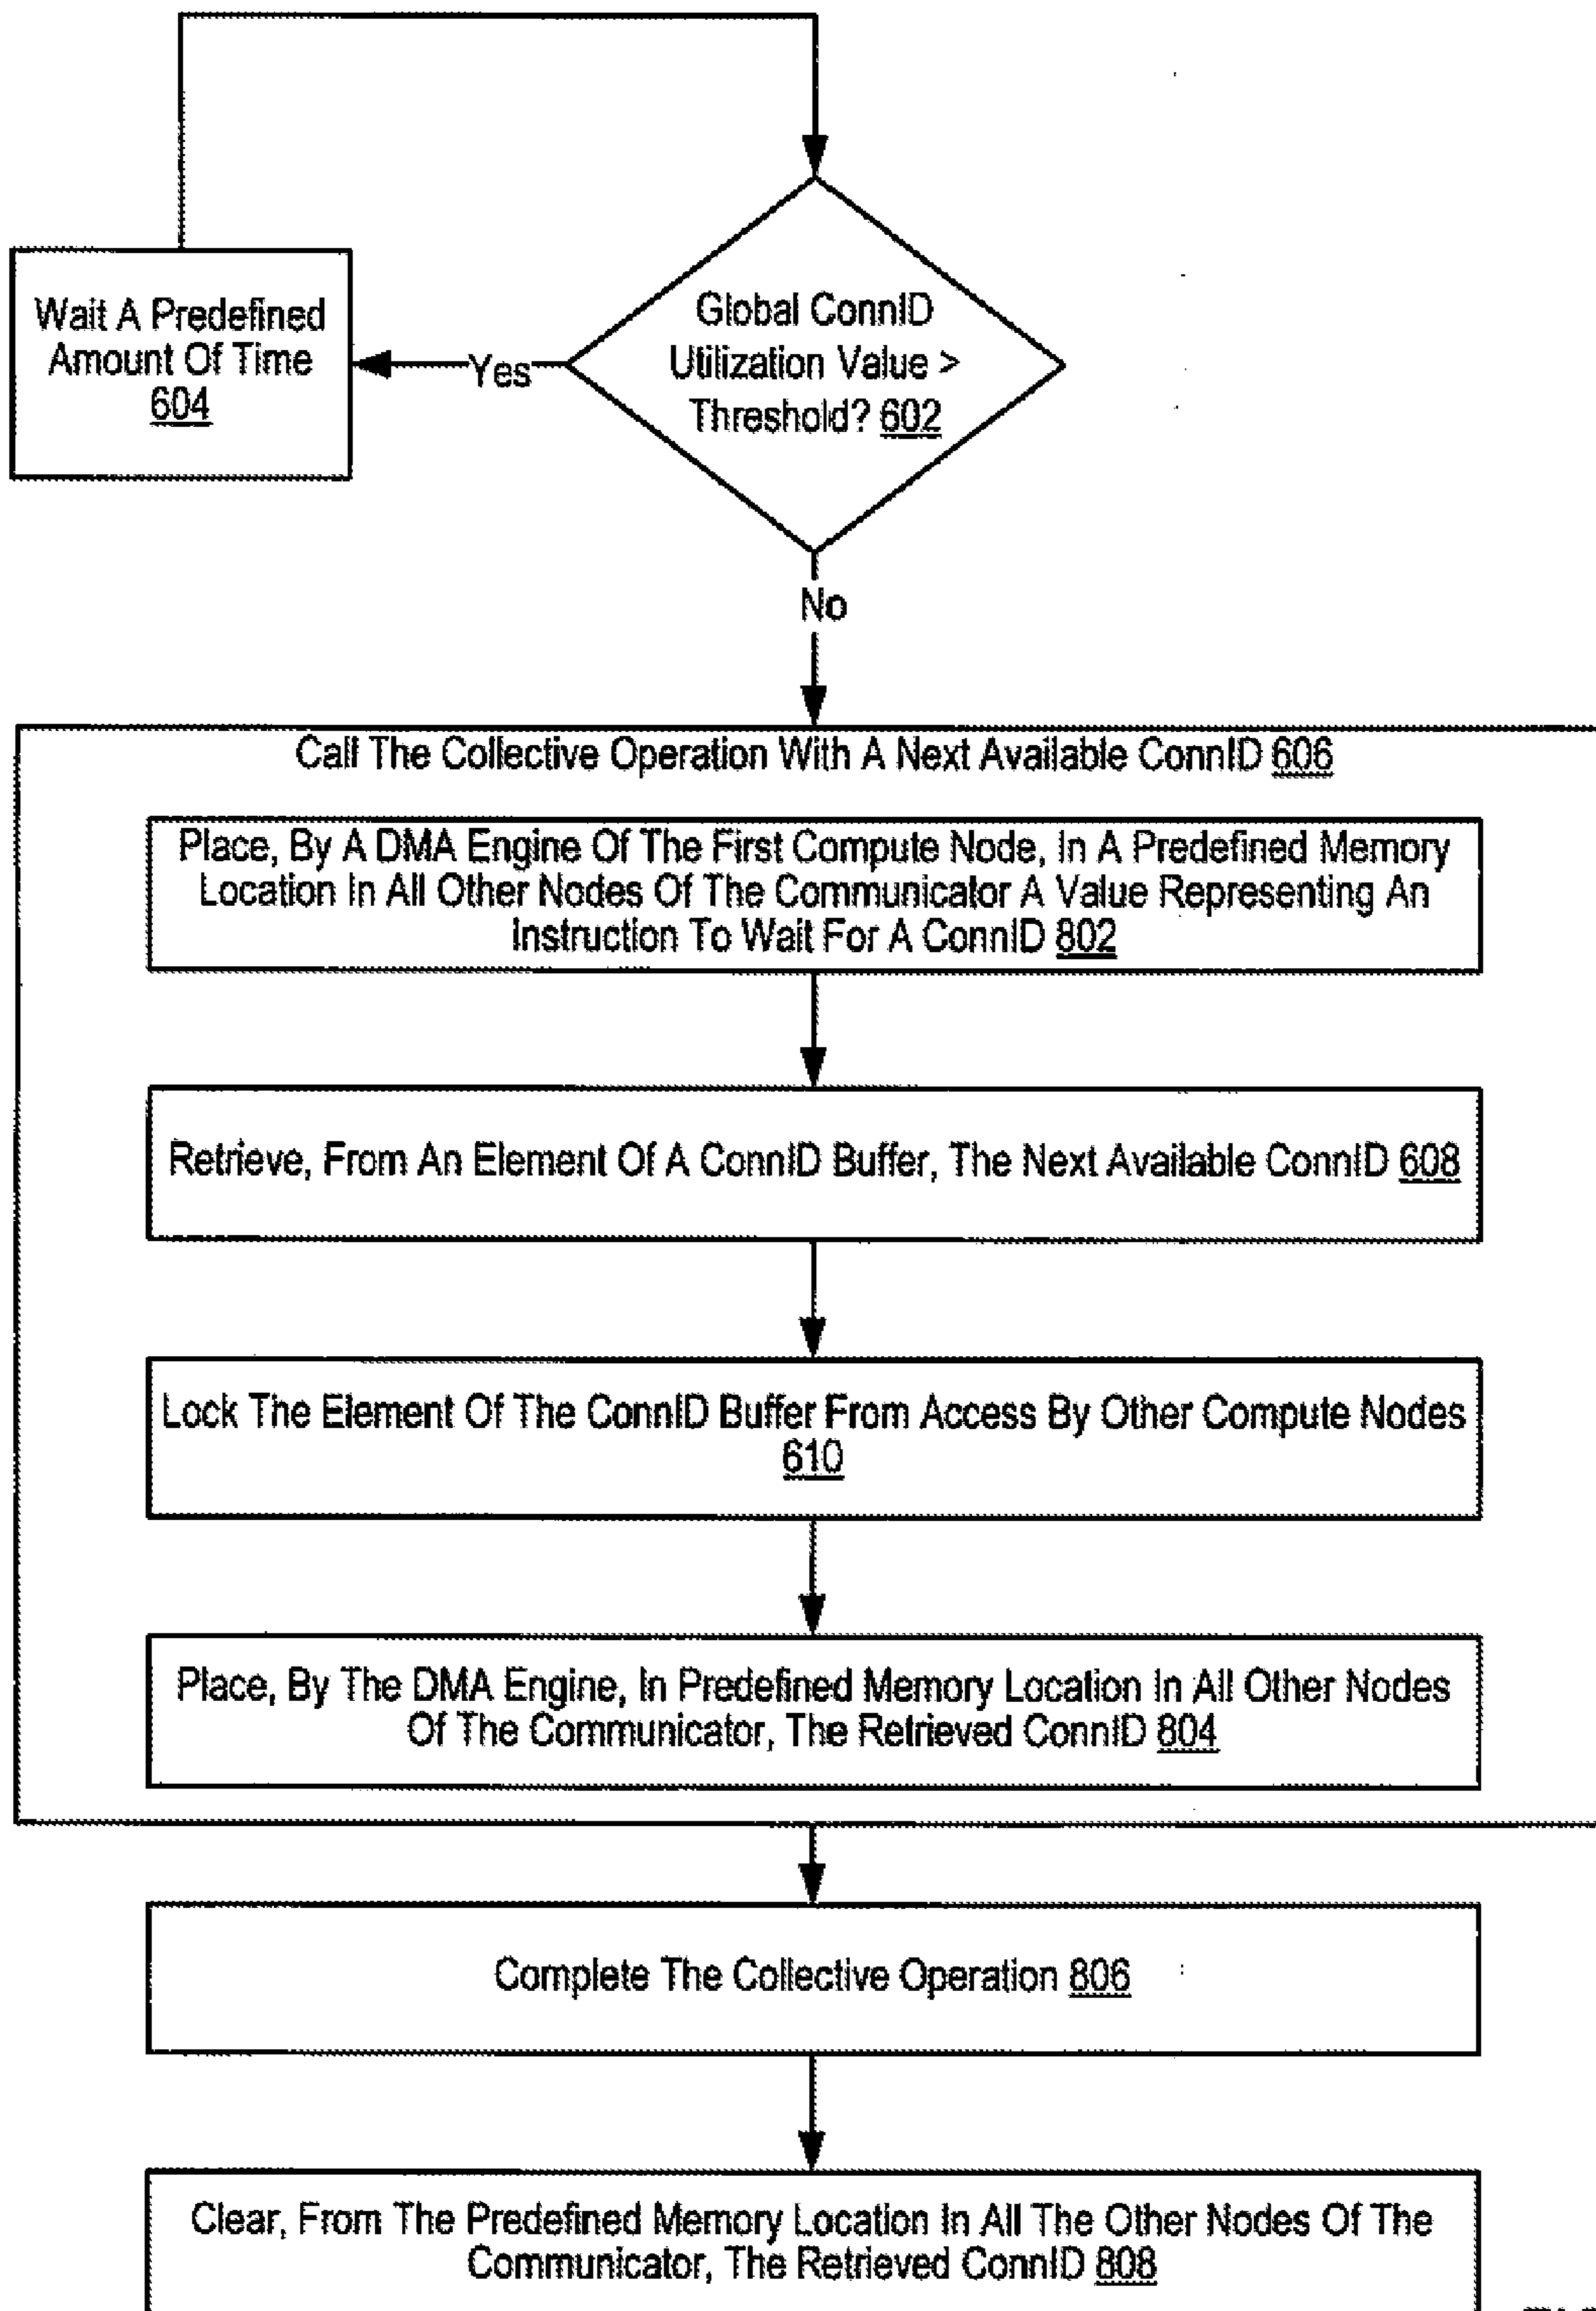 Wait A Predefined
Amount Of Time
604
Yes
Global ConnID
Utilization Value >
Threshold? 602
No
Call The Collective Operation With A Next Available ConnID 606
Place, By A DMA Engine Of The First Compute Node, In A Predefined Memory
Location In All Other Nodes Of The Communicator A Value Representing An
Instruction To Wait For A ConnID 802
Retrieve, From An Element Of A ConnID Buffer, The Next Available ConnID 608
Lock The Element Of The ConnID Buffer From Access By Other Compute Nodes
610
Place, By The DMA Engine, In Predefined Memory Location In All Other Nodes
Of The Communicator, The Retrieved ConnID 804
Complete The Collective Operation 806
Clear, From The Predefined Memory Location In All The Other Nodes Of The
Communicator, The Retrieved ConnID 808